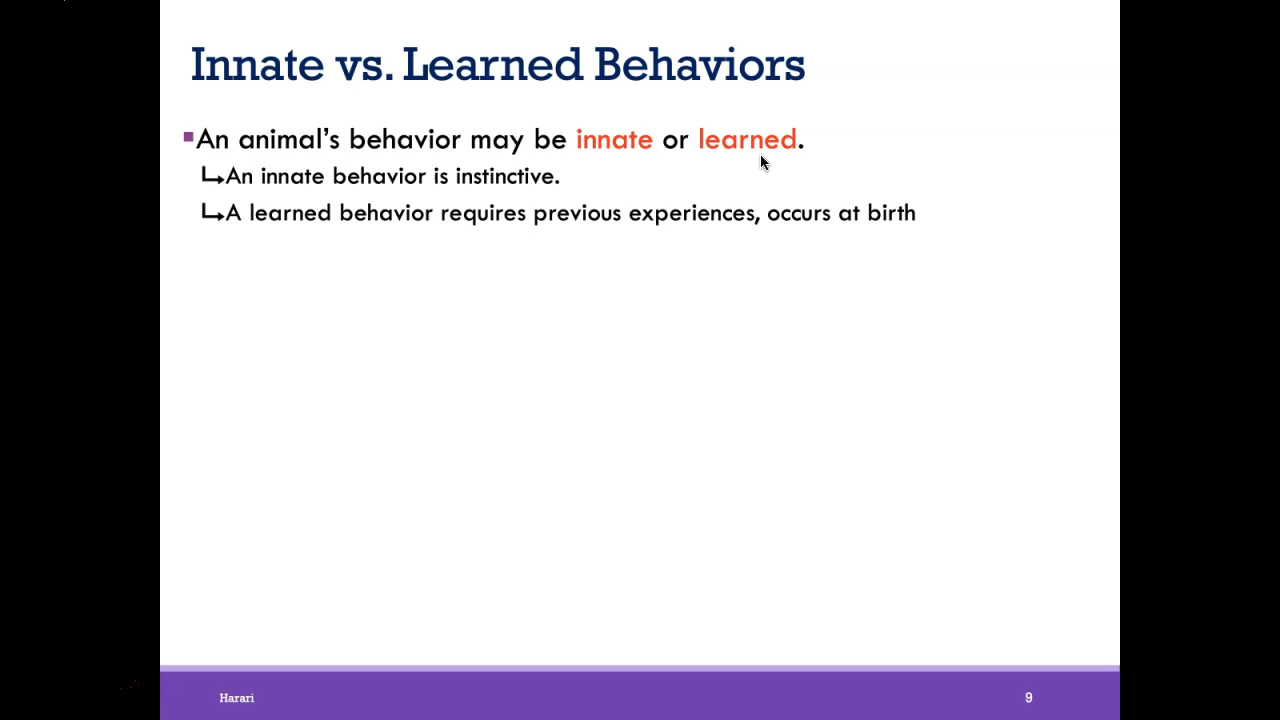 Innate vs. Learned Behaviors
An animal’s behavior may be innate or learned.
An innate behavior is instinctive.
A learned behavior requires previous experiences, occurs at birth
Harari
9